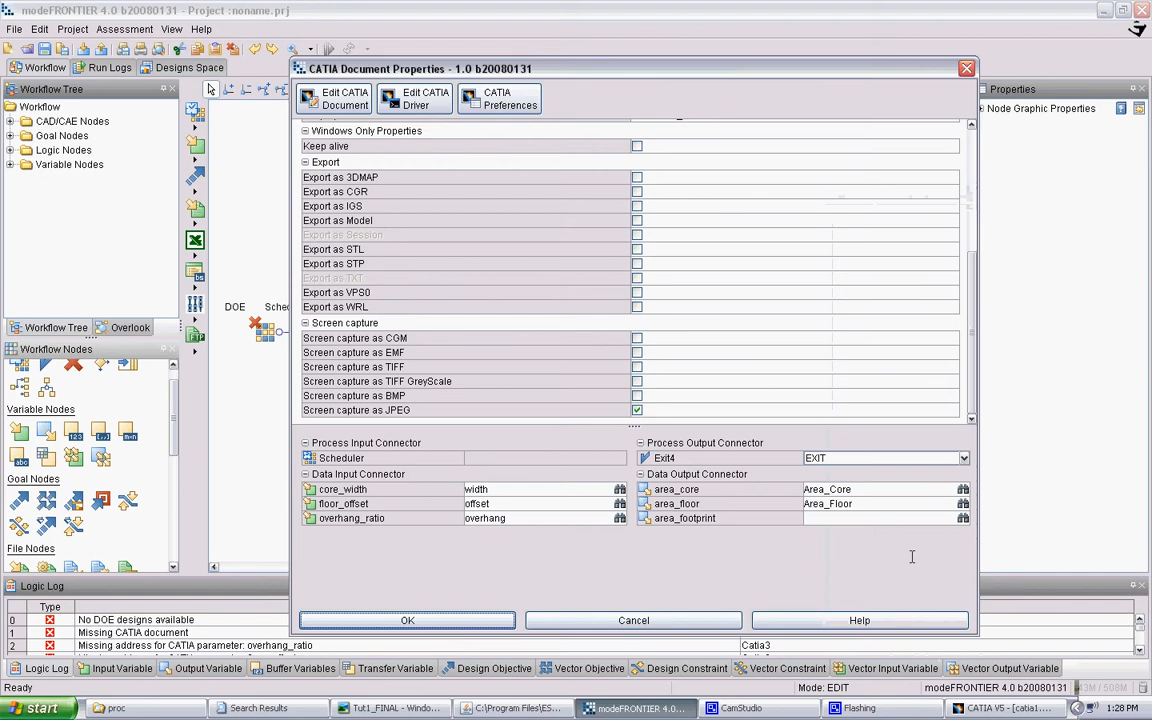 modeFRONTIER 4.0 b20080131 - Project :noname.prj
File Edit Project Assessment View Help
Workflow Run Logs Designs Space
Workflow Tree
Workflow
CAD/CAE Nodes
Goal Nodes
Logic Nodes
Variable Nodes
Workflow Tree Overlook
Workflow Nodes
Variable Nodes
Goal Nodes
File Nodes
DOE
CATIA Document Properties - 1.0 b20080131
Edit CATIA Document
Edit CATIA Driver
CATIA Preferences
Windows Only Properties
Keep alive
Export
Export as 3DMAP
Export as CGR
Export as IGS
Export as Model
Export as Session
Export as STL
Export as STP
Export as TXT
Export as VPS0
Export as WRL
Screen capture
Screen capture as CGM
Screen capture as EMF
Screen capture as TIFF
Screen capture as TIFF GreyScale
Screen capture as BMP
Screen capture as JPEG
Process Input Connector
Scheduler
Data Input Connector
core_width width
floor_offset offset
overhang_ratio overhang
Process Output Connector
Exit4 EXIT
Data Output Connector
area_core Area_Core
area_floor Area_Floor
area_footprint
OK Cancel Help
Properties
Node Graphic Properties
Logic Log
Type
0 No DOE designs available
1 Missing CATIA document
2 Missing address for CATIA parameter: overhang_ratio Catia3
Logic Log Input Variable Output Variable Buffer Variables Transfer Variable Design Objective Vector Objective Design Constraint Vector Constraint Vector Input Variable Vector Output Variable
Ready Mode: EDIT modeFRONTIER 4.0 b20080131
start proc Search Results Tut1_FINAL - Windo... C:\Program Files\ES... modeFRONTIER 4.0... CamStudio Flashing CATIA V5 - [catia1.... 1:28 PM